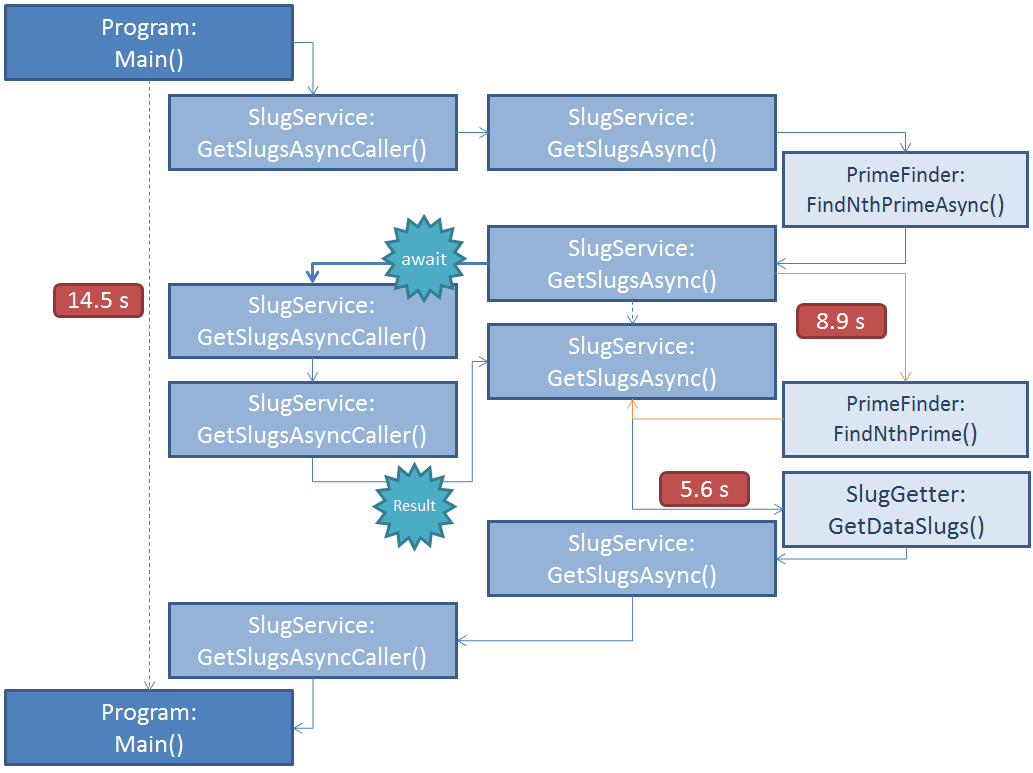 Program:
Main()
SlugService:
GetSlugsAsyncCaller()
SlugService:
GetSlugsAsync()
PrimeFinder:
FindNthPrimeAsync()
SlugService:
GetSlugsAsync()
await
14.5 s
SlugService:
GetSlugsAsyncCaller()
8.9 s
SlugService:
GetSlugsAsync()
SlugService:
GetSlugsAsyncCaller()
PrimeFinder:
FindNthPrime()
Result
5.6 s
SlugGetter:
GetDataSlugs()
SlugService:
GetSlugsAsync()
SlugService:
GetSlugsAsyncCaller()
Program:
Main()